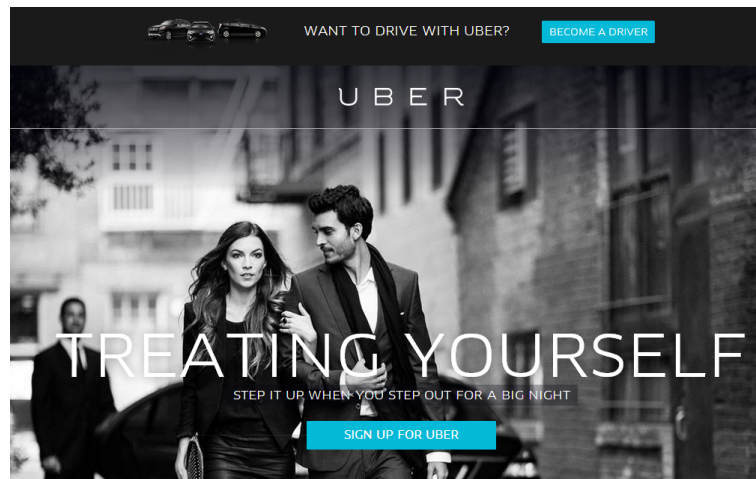 WANT TO DRIVE WITH UBER? BECOME A DRIVER
UBER
TREATING YOURSELF
STEP IT UP WHEN YOU STEP OUT FOR A BIG NIGHT
SIGN UP FOR UBER